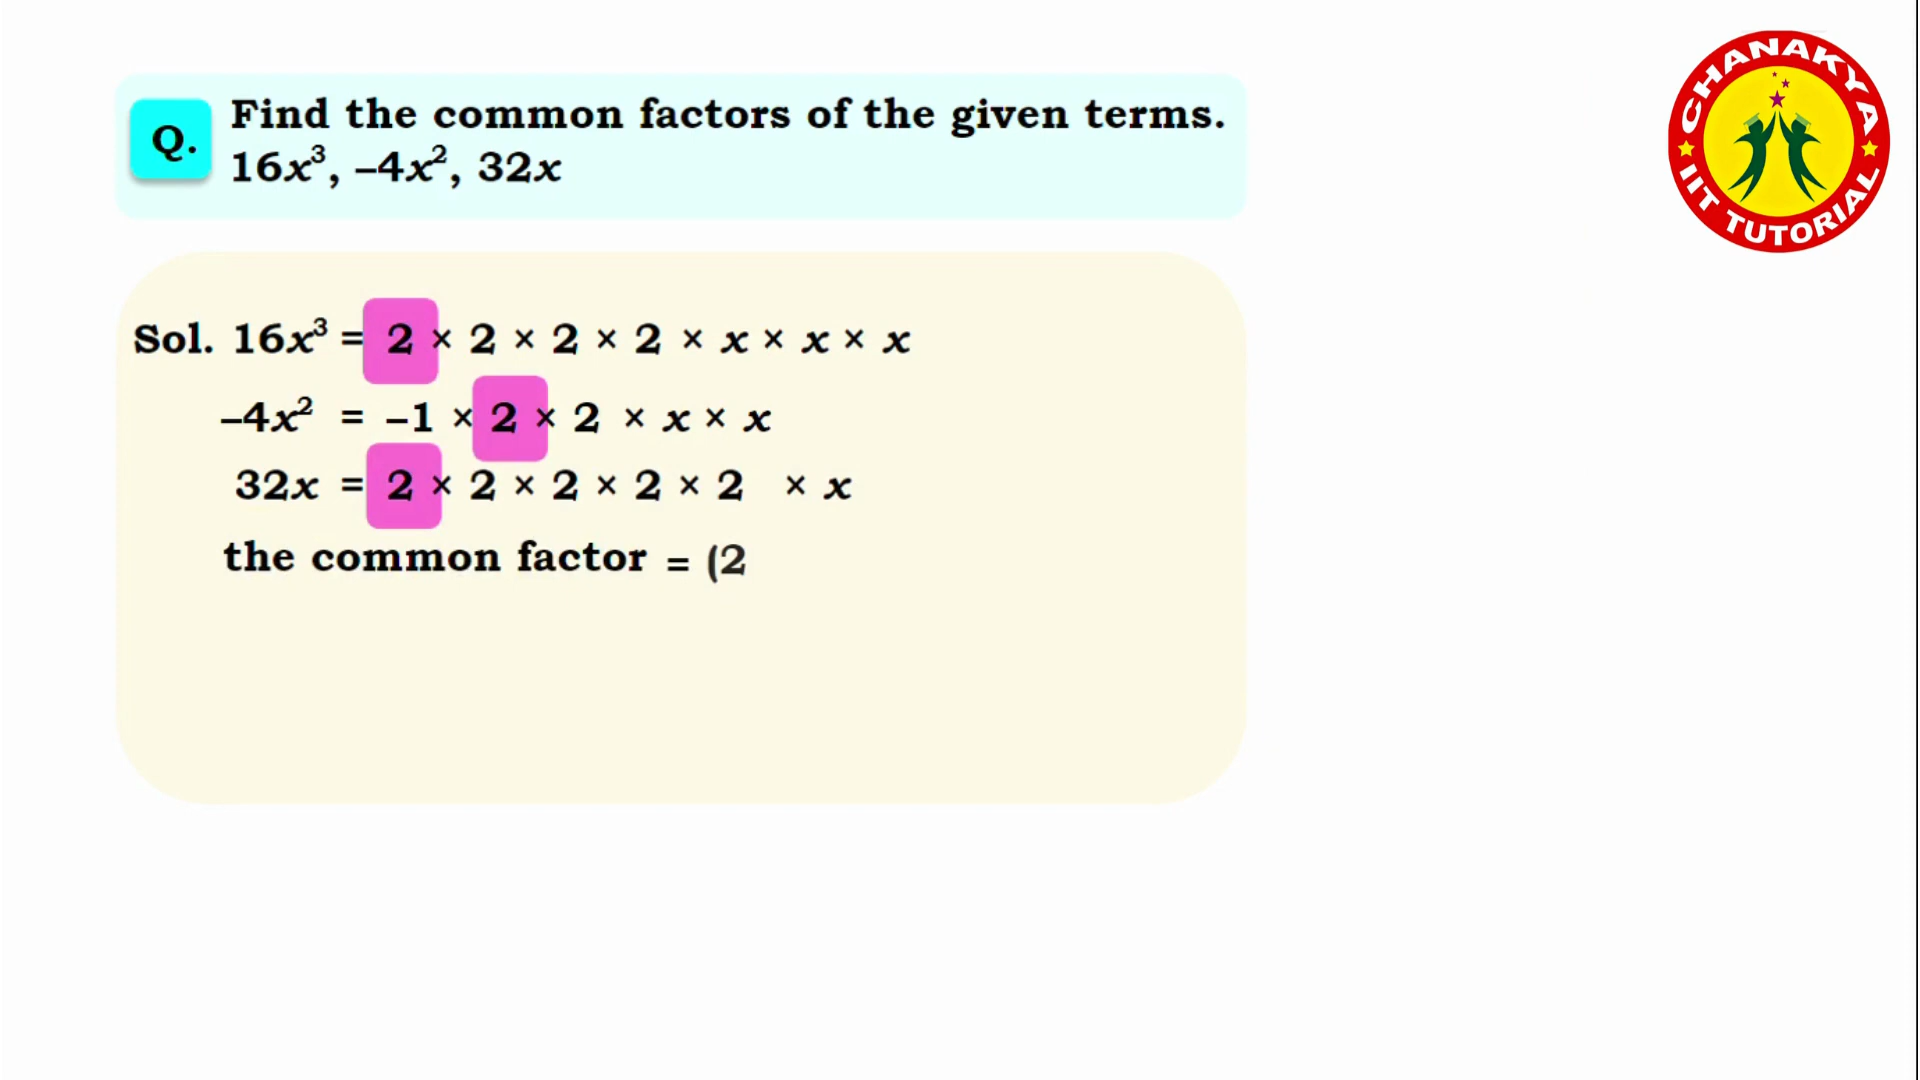 Q. Find the common factors of the given terms.
16x³, –4x², 32x
Sol. 16x³ = 2 × 2 × 2 × 2 × x × x × x
–4x² = –1 × 2 × 2 × x × x
32x = 2 × 2 × 2 × 2 × 2 × x
the common factor = (2
CHANAKYA
IIT TUTORIAL